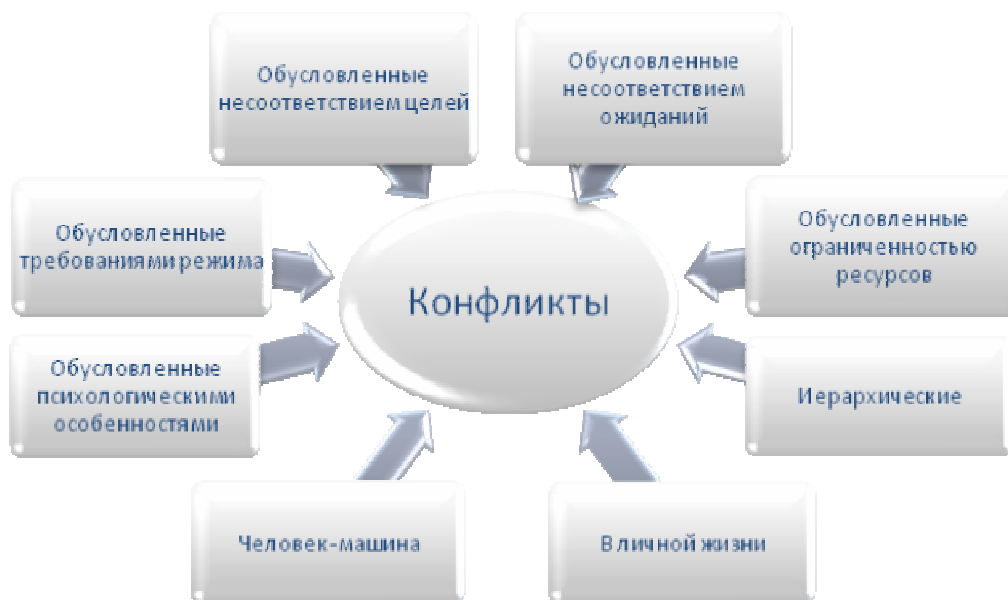 Обусловленные
несоответствием целей
Обусловленные
несоответствием
ожиданий
Обусловленные
требованиями режима
Обусловленные
ограниченностью
ресурсов
Конфликты
Обусловленные
психологическими
особенностями
Иерархические
Человек-машина
В личной жизни